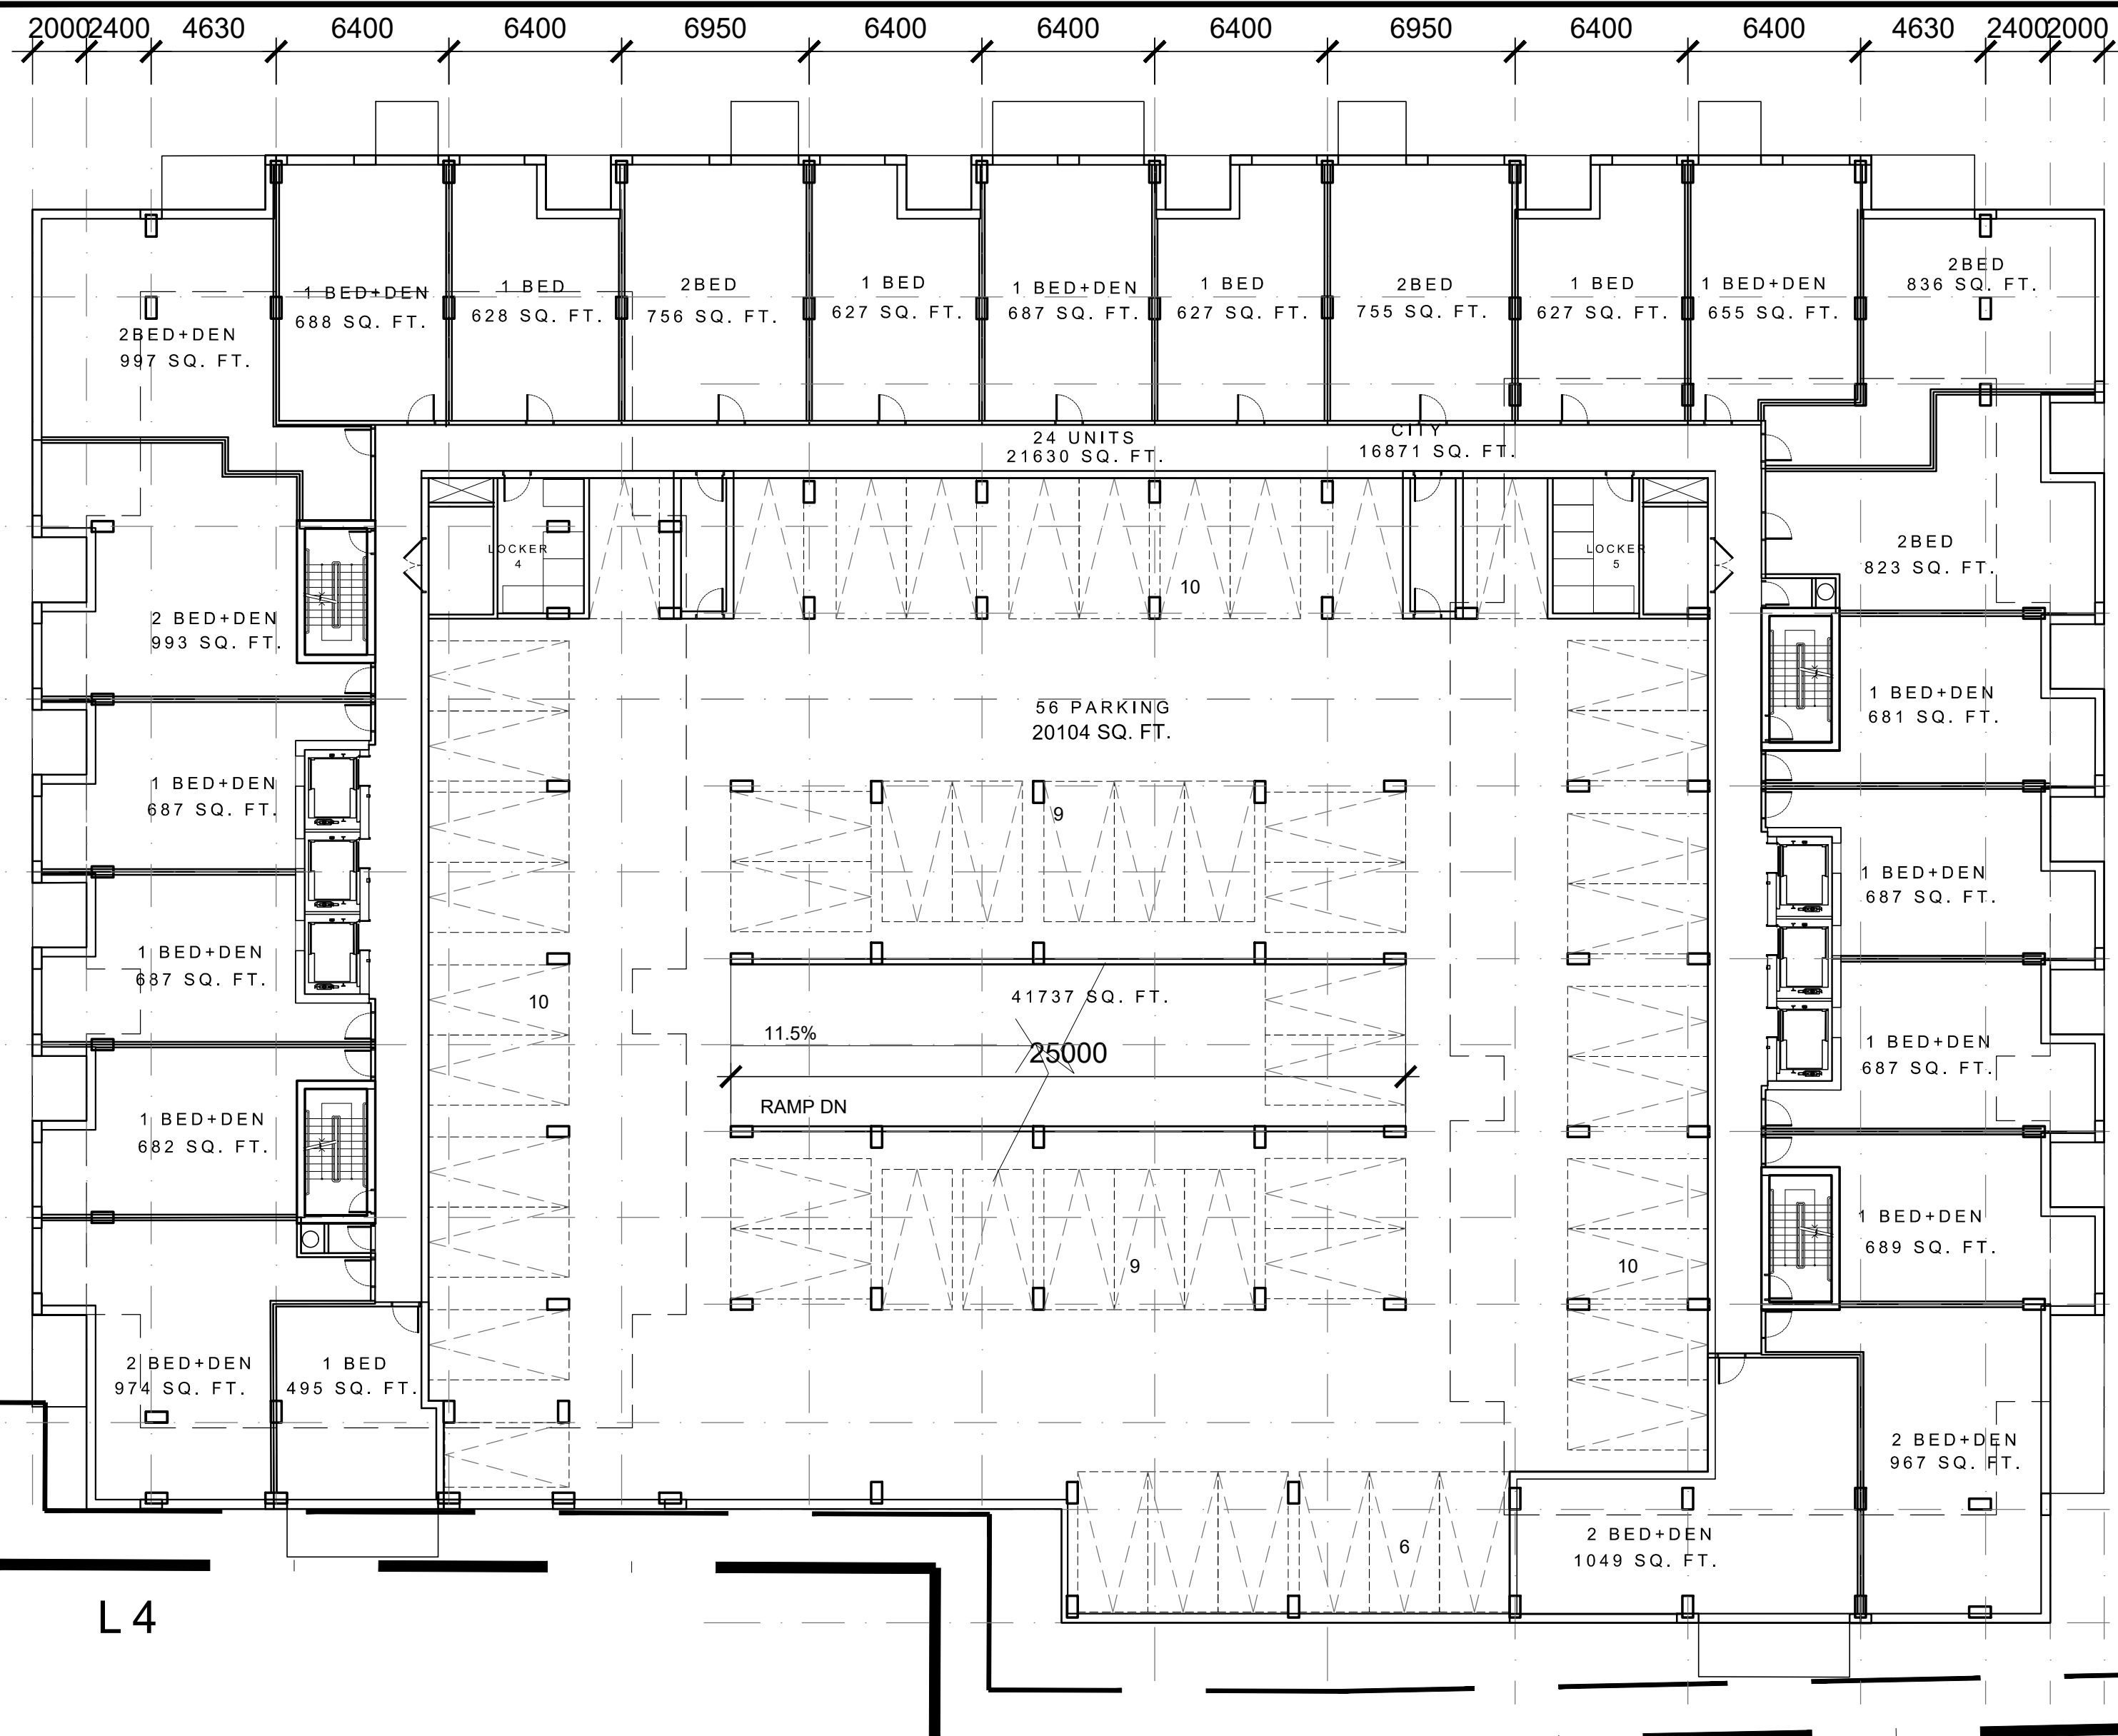 2000 2400 4630 6400 6400 6950 6400 6400 6400 6950 6400 6400 4630 2400 2000
2BED+DEN
997 SQ. FT.
1 BED+DEN
688 SQ. FT.
1 BED
628 SQ. FT.
2BED
756 SQ. FT.
1 BED
627 SQ. FT.
1 BED+DEN
687 SQ. FT.
1 BED
627 SQ. FT.
2BED
755 SQ. FT.
1 BED
627 SQ. FT.
1 BED+DEN
655 SQ. FT.
2BED
836 SQ. FT.
24 UNITS
21630 SQ. FT.
CITY
16871 SQ. FT.
LOCKER
4
LOCKER
5
2BED
823 SQ. FT.
10
2 BED+DEN
993 SQ. FT.
56 PARKING
20104 SQ. FT.
1 BED+DEN
681 SQ. FT.
1 BED+DEN
687 SQ. FT.
9
1 BED+DEN
687 SQ. FT.
1 BED+DEN
687 SQ. FT.
10
41737 SQ. FT.
11.5%
25000
1 BED+DEN
687 SQ. FT.
RAMP DN
1 BED+DEN
682 SQ. FT.
1 BED+DEN
689 SQ. FT.
9
10
2 BED+DEN
974 SQ. FT.
1 BED
495 SQ. FT.
2 BED+DEN
967 SQ. FT.
6
2 BED+DEN
1049 SQ. FT.
L 4